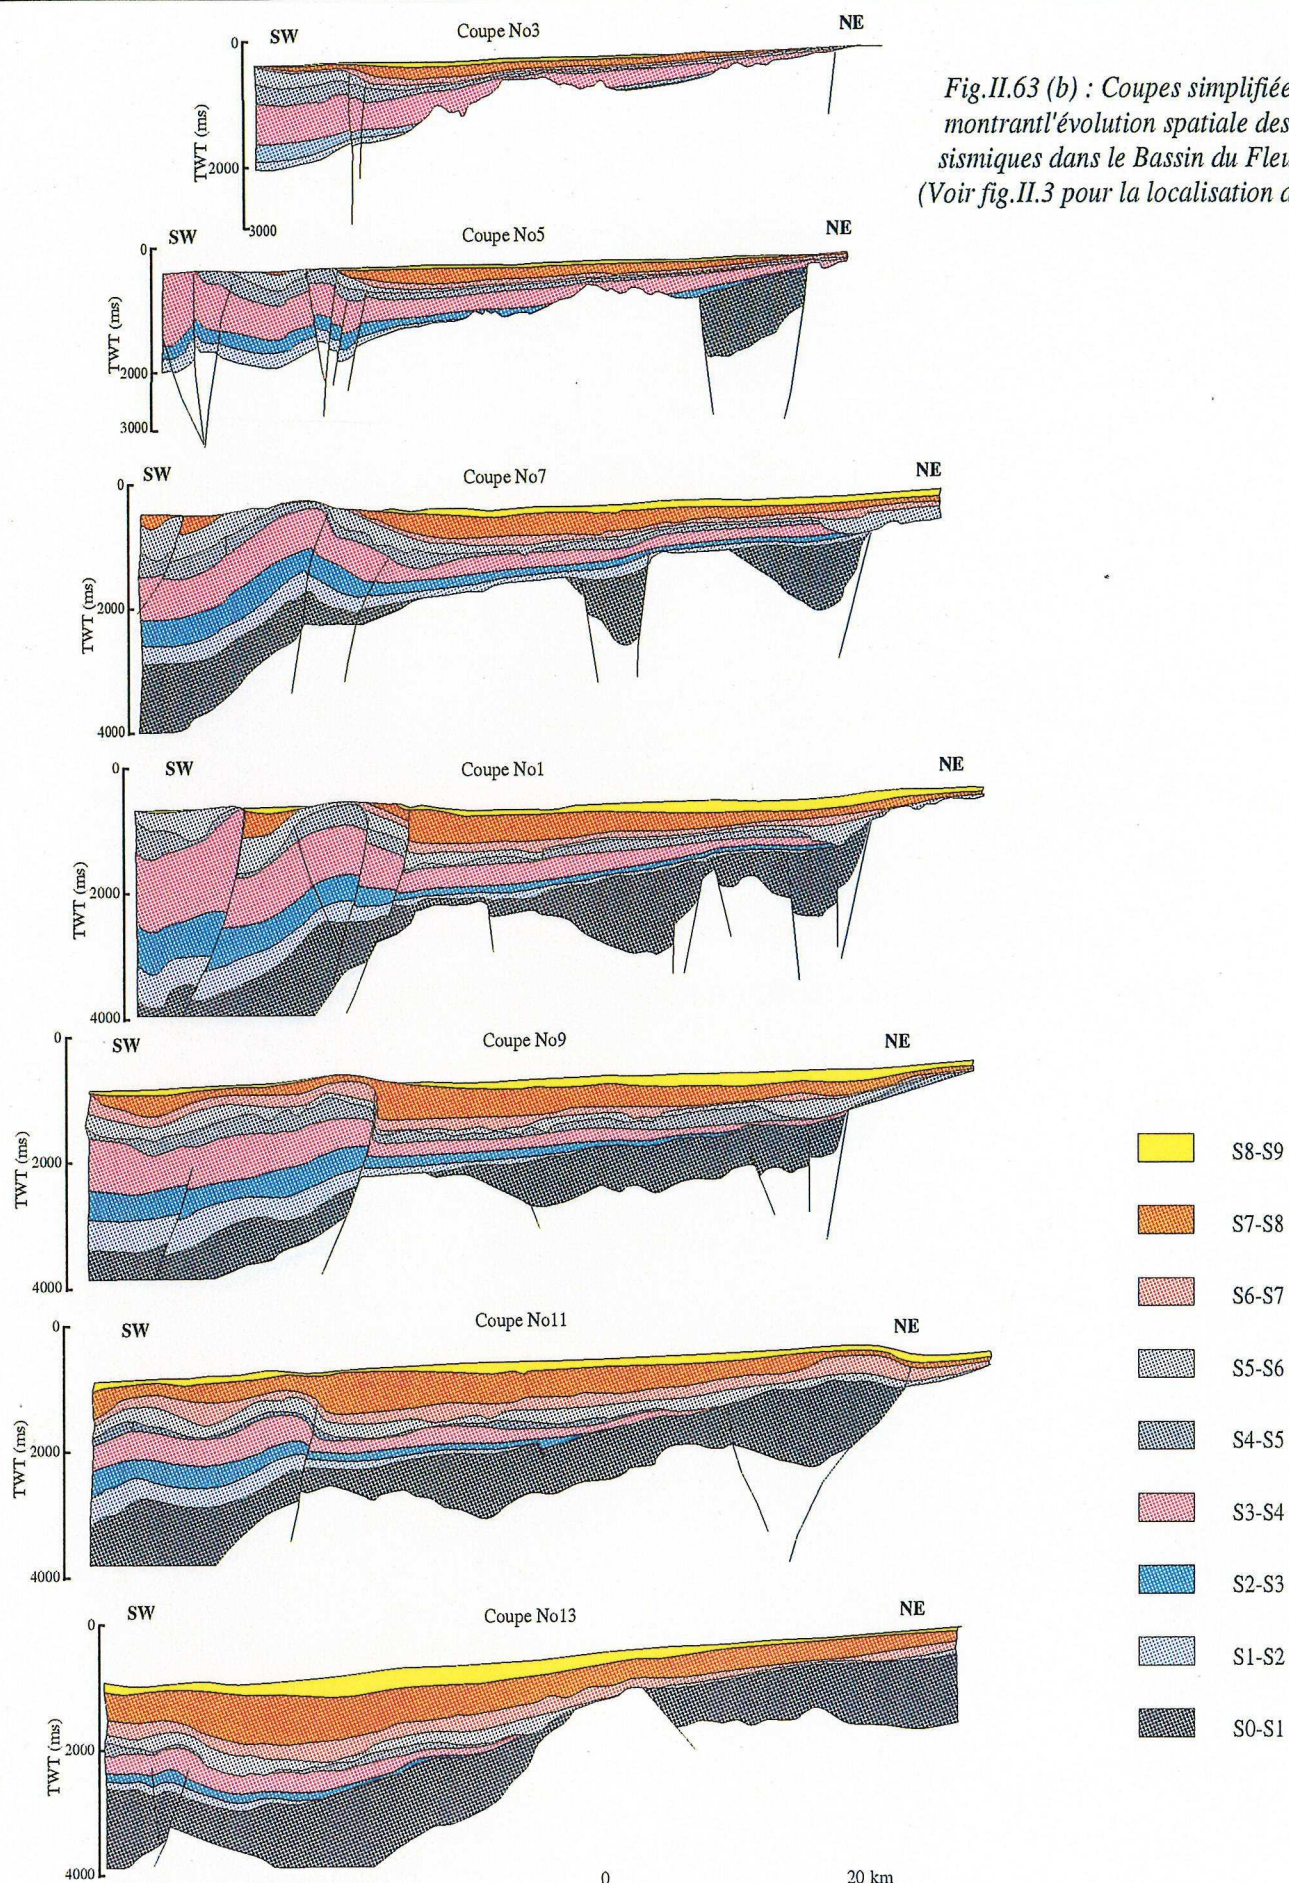 SW
Coupe No3
NE
0
TWT (ms)
2000
3000
Fig.II.63 (b) : Coupes simplifiée
montrantl'évolution spatiale des
sismiques dans le Bassin du Fleu
(Voir fig.II.3 pour la localisation d
SW
Coupe No5
NE
0
TWT (ms)
2000
3000
SW
Coupe No7
NE
0
TWT (ms)
2000
4000
SW
Coupe No1
NE
0
TWT (ms)
2000
4000
SW
Coupe No9
NE
0
TWT (ms)
2000
4000
SW
Coupe No11
NE
0
TWT (ms)
2000
4000
SW
Coupe No13
NE
0
TWT (ms)
2000
4000
0 20 km
S8-S9
S7-S8
S6-S7
S5-S6
S4-S5
S3-S4
S2-S3
S1-S2
S0-S1